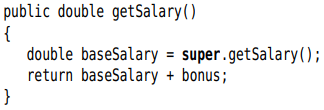 public double getSalary()
{
   double baseSalary = super.getSalary();
   return baseSalary + bonus;
}